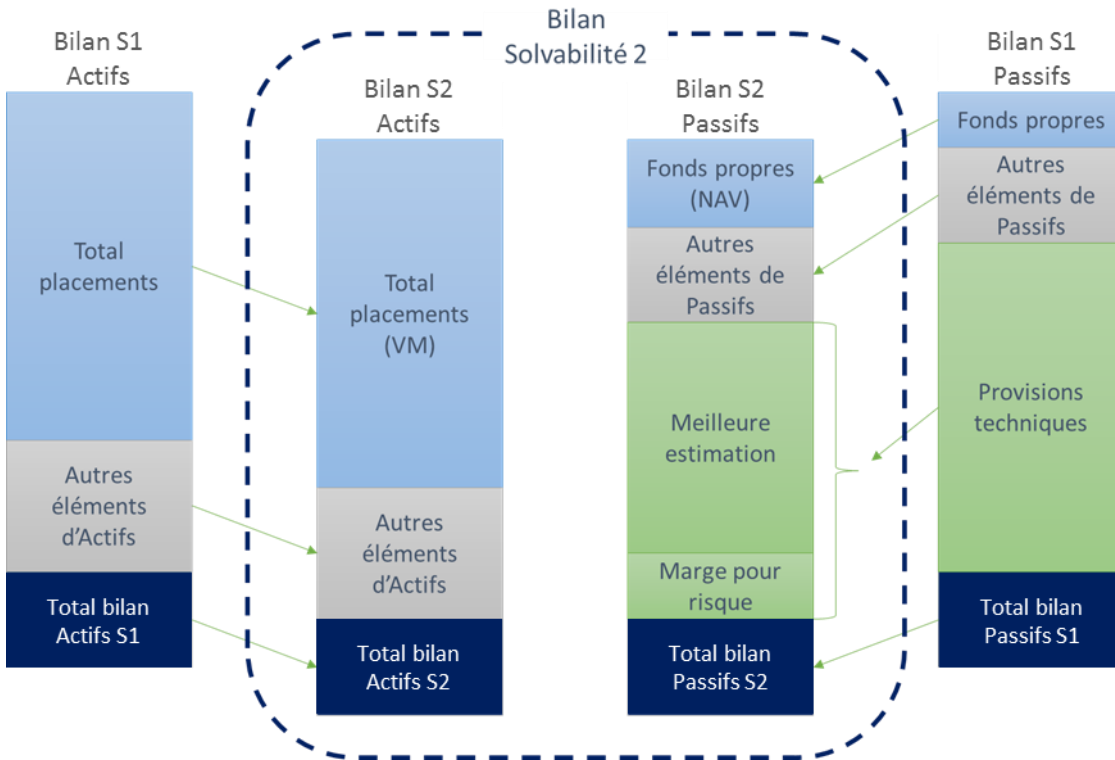 Bilan
Solvabilité 2
Bilan S1
Actifs
Total
placements
Autres
éléments
d'Actifs
Total bilan
Actifs S1
Bilan S2
Actifs
Total
placements
(VM)
Autres
éléments
d'Actifs
Total bilan
Actifs S2
Bilan S2
Passifs
Fonds propres
(NAV)
Autres
éléments de
Passifs
Meilleure
estimation
Marge pour
risque
Total bilan
Passifs S2
Bilan S1
Passifs
Fonds propres
Autres
éléments de
Passifs
Provisions
techniques
Total bilan
Passifs S1